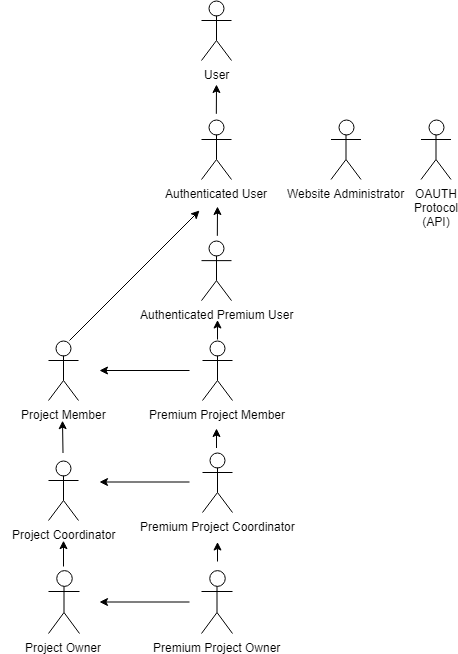 User
Authenticated User
Website Administrator
OAUTH
Protocol
(API)
Authenticated Premium User
Project Member
Premium Project Member
Project Coordinator
Premium Project Coordinator
Project Owner
Premium Project Owner